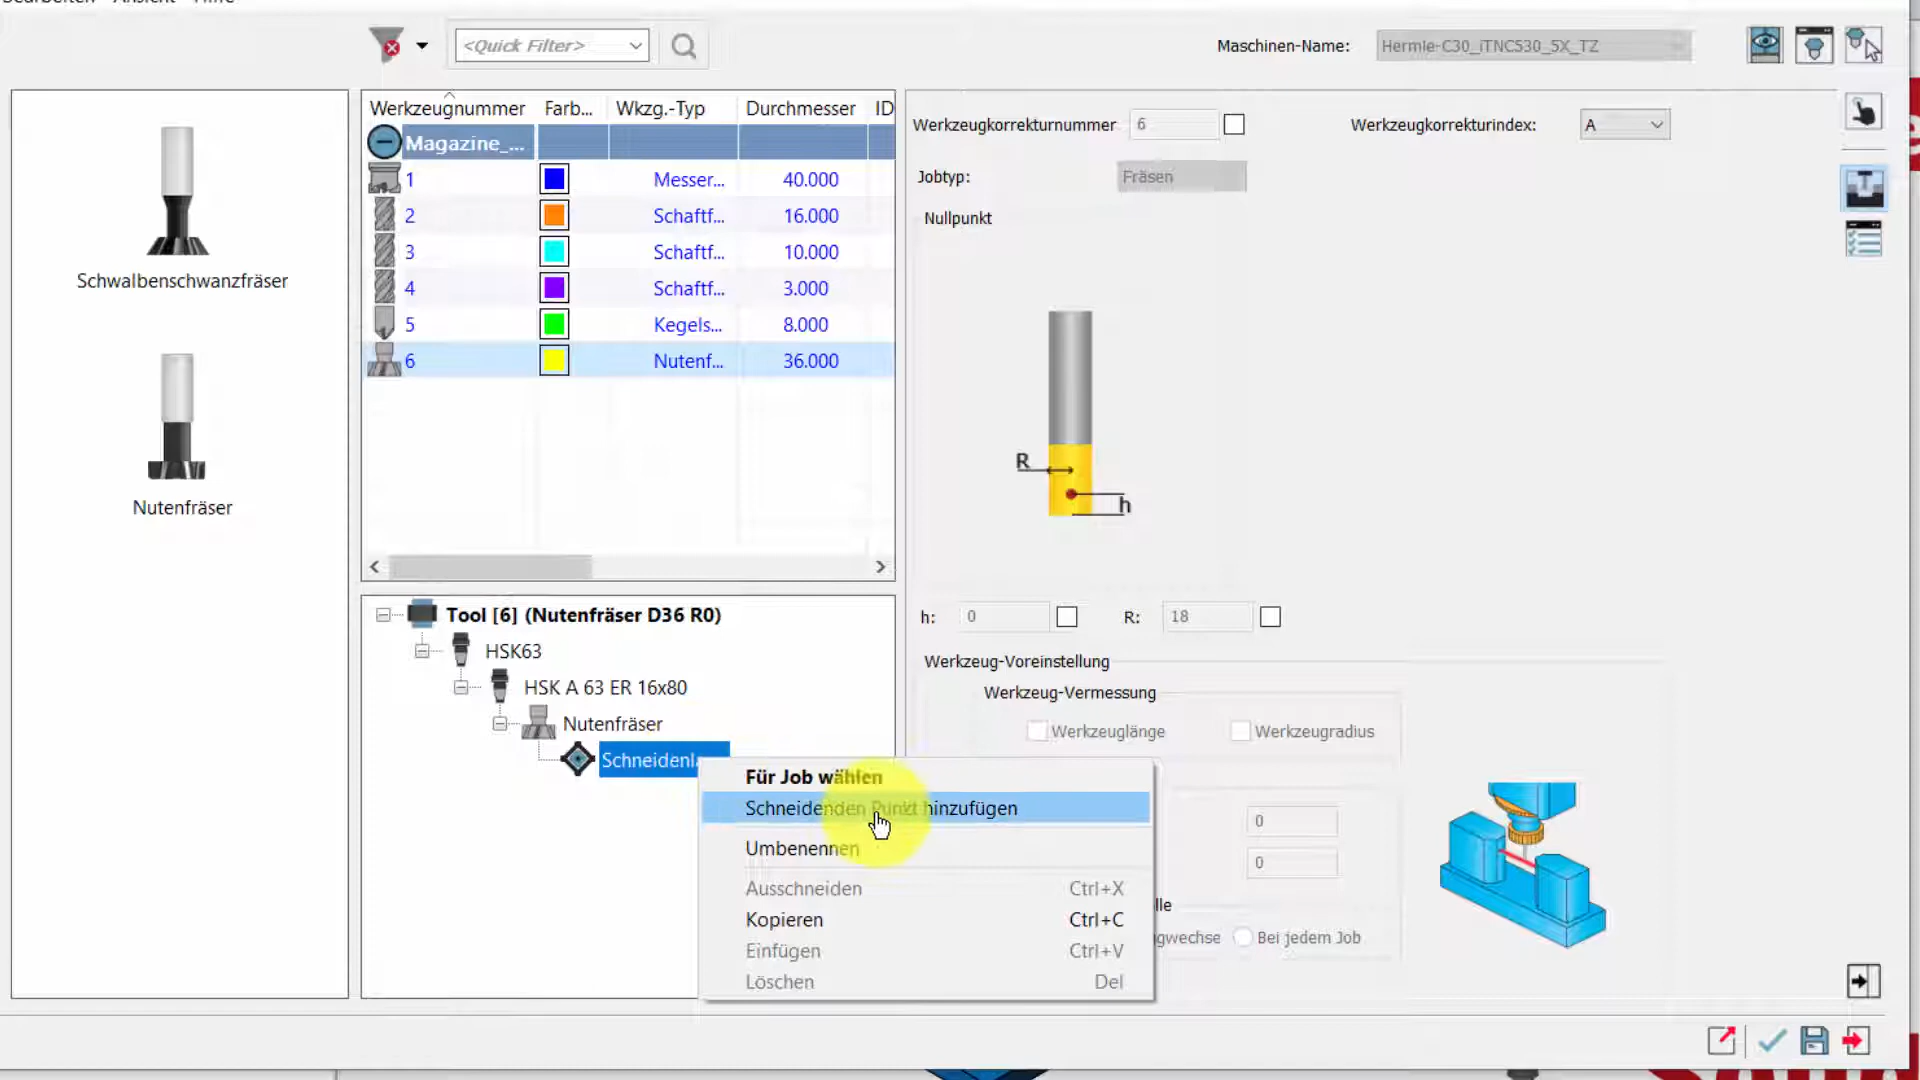 Bearbeiten Ansicht Hilfe
<Quick Filter>
Maschinen-Name: Hermle-C30_iTNC530_5X_TZ
Schwalbenschwanzfräser
Nutenfräser
Werkzeugnummer Farb... Wkzg.-Typ Durchmesser ID
Magazine_...
1 Messer... 40.000
2 Schaftf... 16.000
3 Schaftf... 10.000
4 Schaftf... 3.000
5 Kegels... 8.000
6 Nutenf... 36.000
Tool [6] (Nutenfräser D36 R0)
HSK63
HSK A 63 ER 16x80
Nutenfräser
Schneidenl
Für Job wählen
Schneidenden Punkt hinzufügen
Umbenennen
Ausschneiden Ctrl+X
Kopieren Ctrl+C
Einfügen Ctrl+V
Löschen Del
Werkzeugkorrekturnummer 6 Werkzeugkorrekturindex: A
Jobtyp: Fräsen
Nullpunkt
R
h
h: 0 R: 18
Werkzeug-Voreinstellung
Werkzeug-Vermessung
Werkzeuglänge Werkzeugradius
0
0
lle
gwechse Bei jedem Job